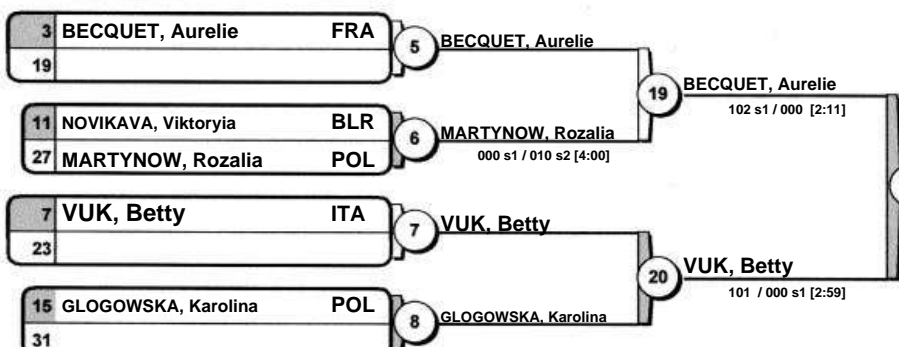 3 BECQUET, Aurelie FRA
19
5 BECQUET, Aurelie
19 BECQUET, Aurelie
102 s1 / 000 [2:11]
11 NOVIKAVA, Viktoryia BLR
27 MARTYNOW, Rozalia POL
6 MARTYNOW, Rozalia
000 s1 / 010 s2 [4:00]
7 VUK, Betty ITA
23
7 VUK, Betty
20 VUK, Betty
101 / 000 s1 [2:59]
15 GLOGOWSKA, Karolina POL
31
8 GLOGOWSKA, Karolina